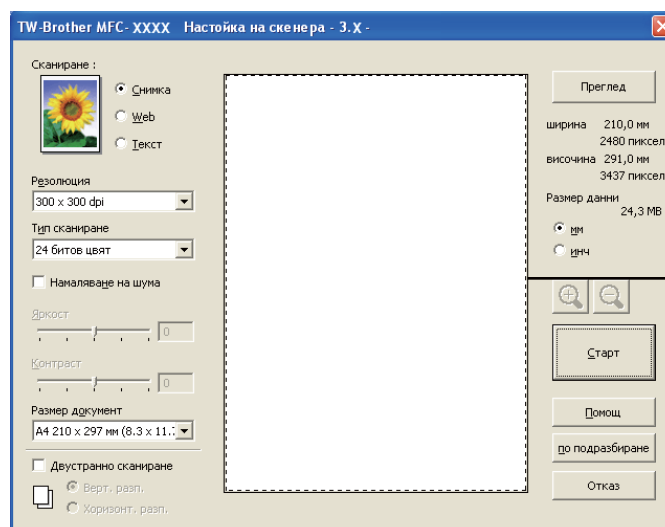 TW-Brother MFC-XXXX Настойка на скенера - 3.X -
Сканиране :
Снимка
Web
Текст
Резолюция
300 x 300 dpi
Тип сканиране
24 битов цвят
Намаляване на шума
Яркост
0
Контраст
0
Размер документ
A4 210 x 297 мм (8.3 x 11.7
Двустранно сканиране
Верт. разп.
Хоризонт. разп.
Преглед
ширина 210,0 мм
2480 пиксел
височина 291,0 мм
3437 пиксел
Размер данни
24,3 MB
мм
инч
Старт
Помощ
по подразбиране
Отказ